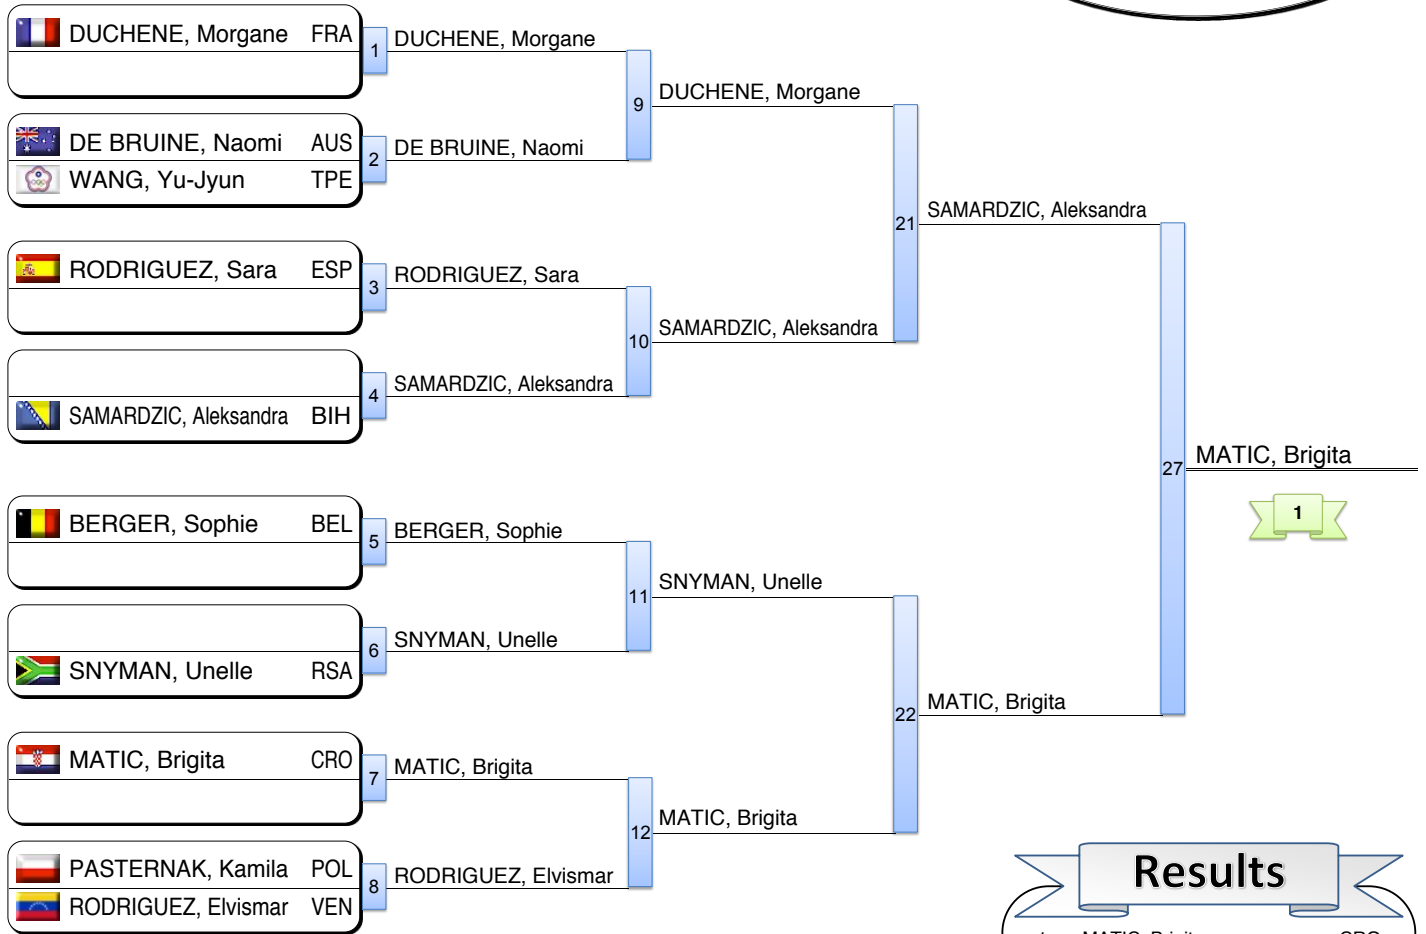 DUCHENE, Morgane FRA
1
DUCHENE, Morgane
9
DUCHENE, Morgane
DE BRUINE, Naomi AUS
2
DE BRUINE, Naomi
WANG, Yu-Jyun TPE
21
SAMARDZIC, Aleksandra
RODRIGUEZ, Sara ESP
3
RODRIGUEZ, Sara
10
SAMARDZIC, Aleksandra
4
SAMARDZIC, Aleksandra
SAMARDZIC, Aleksandra BIH
27
MATIC, Brigita
1
BERGER, Sophie BEL
5
BERGER, Sophie
11
SNYMAN, Unelle
6
SNYMAN, Unelle
SNYMAN, Unelle RSA
22
MATIC, Brigita
MATIC, Brigita CRO
7
MATIC, Brigita
12
MATIC, Brigita
PASTERNAK, Kamila POL
8
RODRIGUEZ, Elvismar
RODRIGUEZ, Elvismar VEN
Results